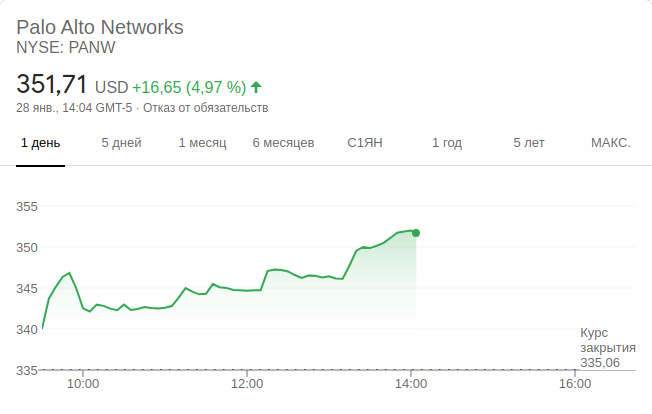 Palo Alto Networks
NYSE: PANW
351,71 USD +16,65 (4,97 %)
28 янв., 14:04 GMT-5 · Отказ от обязательств
1 день 5 дней 1 месяц 6 месяцев С1ЯН 1 год 5 лет МАКС.
355
350
345
340
335
Курс
закрытия
335,06
10:00 12:00 14:00 16:00